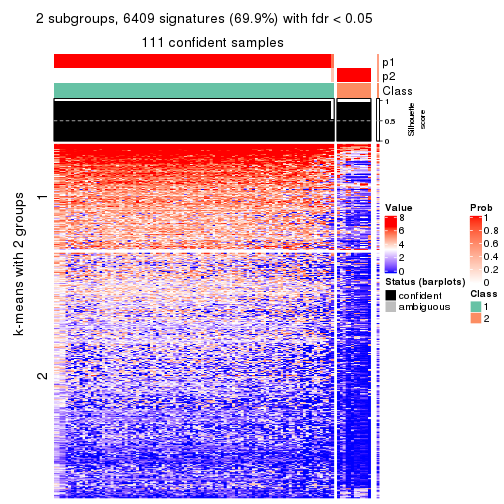 2 subgroups, 6409 signatures (69.9%) with fdr < 0.05
111 confident samples
p1
p2
Class
1
0.5
0
Silhouette
score
k-means with 2 groups
1
2
Value
8
6
4
2
0
Status (barplots)
confident
ambiguous
Prob
1
0.8
0.6
0.4
0.2
0
Class
1
2